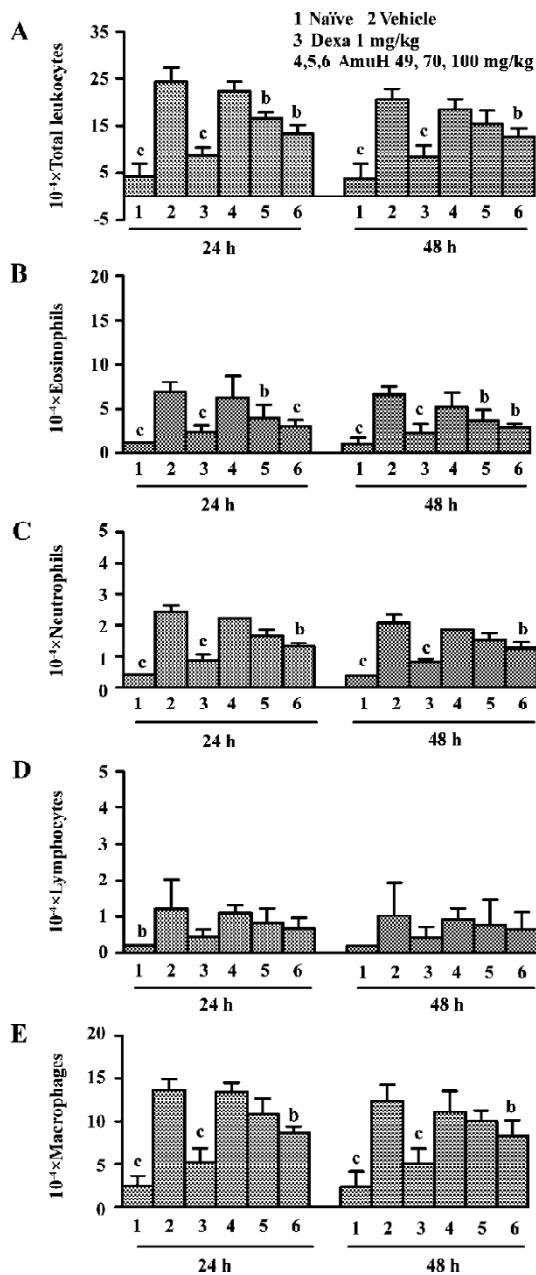 A
1 Naïve 2 Vehicle
3 Dexa 1 mg/kg
4,5,6 AmuH 49, 70, 100 mg/kg
10⁻⁴×Total leukocytes
35
25
15
5
-5
c c b b c c b
1 2 3 4 5 6 1 2 3 4 5 6
24 h 48 h
B
10⁻⁴×Eosinophils
20
15
10
5
0
c c b c c c b b
1 2 3 4 5 6 1 2 3 4 5 6
24 h 48 h
C
10⁻⁴×Neutrophils
5
4
3
2
1
0
c c b c c b
1 2 3 4 5 6 1 2 3 4 5 6
24 h 48 h
D
10⁻⁴×Lymphocytes
5
4
3
2
1
0
b
1 2 3 4 5 6 1 2 3 4 5 6
24 h 48 h
E
10⁻⁴×Macrophages
20
15
10
5
0
c c b c c b
1 2 3 4 5 6 1 2 3 4 5 6
24 h 48 h